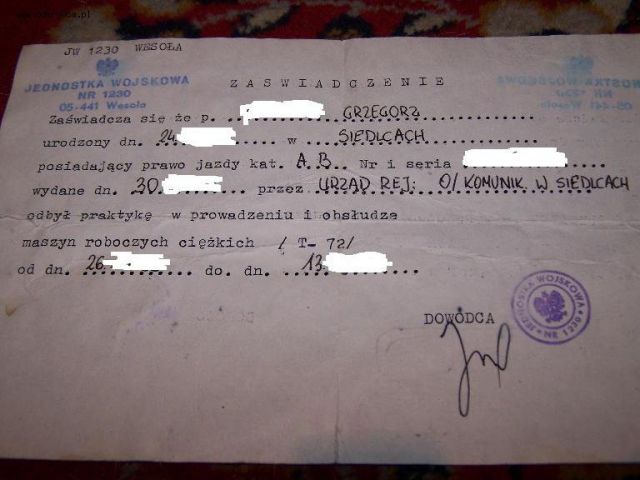 JW 1230 WESOŁA
JEDNOSTKA WOJSKOWA
NR 1230
05-441 Wesoła
ZAŚWIADCZENIE
Zaświadcza się że p. GRZEGORZ
urodzony dn. 24 w SIEDLCACH
posiadający prawo jazdy kat. A B Nr i seria
wydane dn. 30 przez URZĄD REJ. O/KOMUNIK. W SIEDLCACH
odbył praktykę w prowadzeniu i obsłudze
maszyn roboczych ciężkich /T-72/
od dn. 26 do. dn. 13
DOWÓDCA
JEDNOSTKA WOJSKOWA
NR 1230